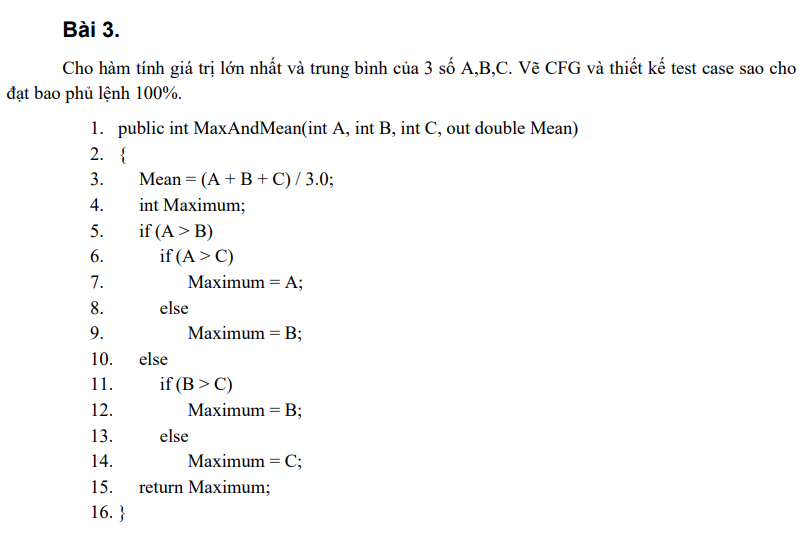 Bài 3.
Cho hàm tính giá trị lớn nhất và trung bình của 3 số A,B,C. Vẽ CFG và thiết kế test case sao cho
đạt bao phủ lệnh 100%.
1. public int MaxAndMean(int A, int B, int C, out double Mean)
2. {
3. Mean = (A + B + C) / 3.0;
4. int Maximum;
5. if (A > B)
6. if (A > C)
7. Maximum = A;
8. else
9. Maximum = B;
10. else
11. if (B > C)
12. Maximum = B;
13. else
14. Maximum = C;
15. return Maximum;
16. }